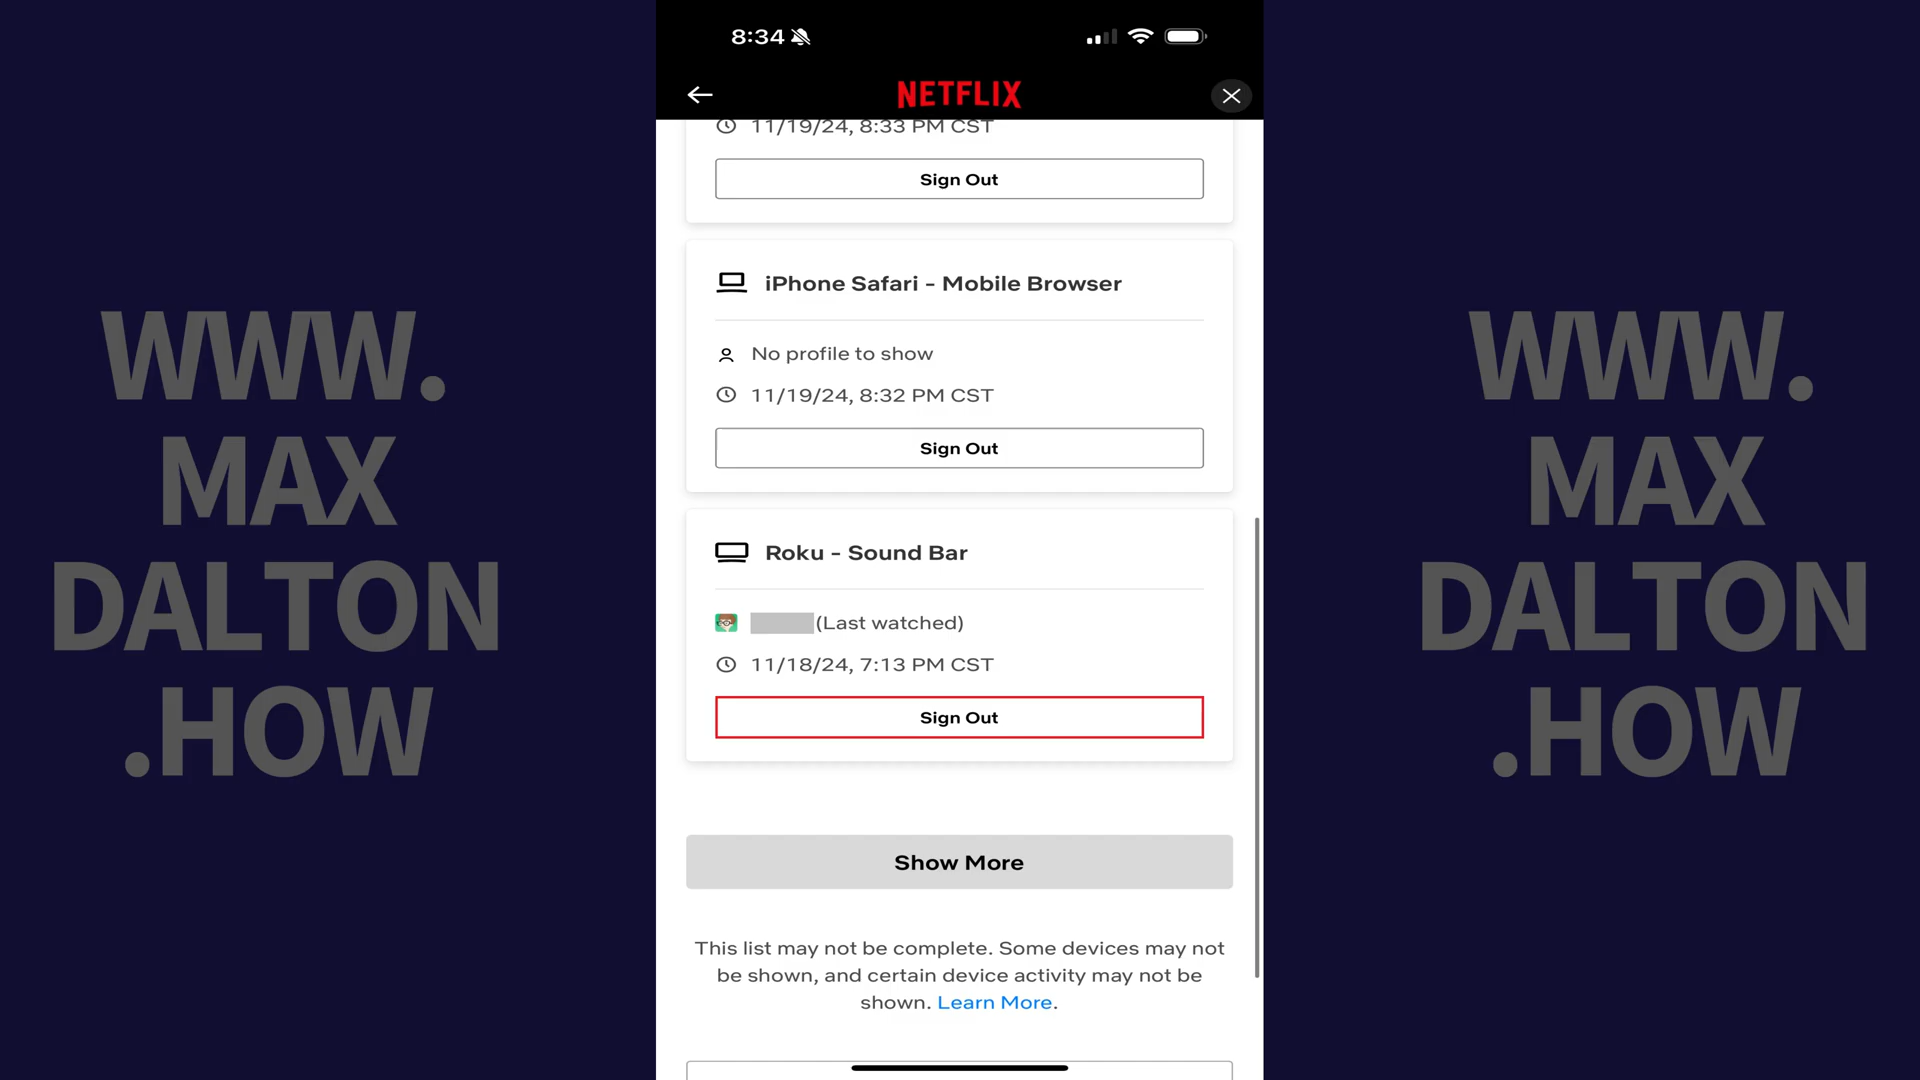 WWW.
MAX
DALTON
.HOW
8:34
NETFLIX
11/19/24, 8:33 PM CST
Sign Out
iPhone Safari - Mobile Browser
No profile to show
11/19/24, 8:32 PM CST
Sign Out
Roku - Sound Bar
(Last watched)
11/18/24, 7:13 PM CST
Sign Out
Show More
This list may not be complete. Some devices may not
be shown, and certain device activity may not be
shown. Learn More.
WWW.
MAX
DALTON
.HOW